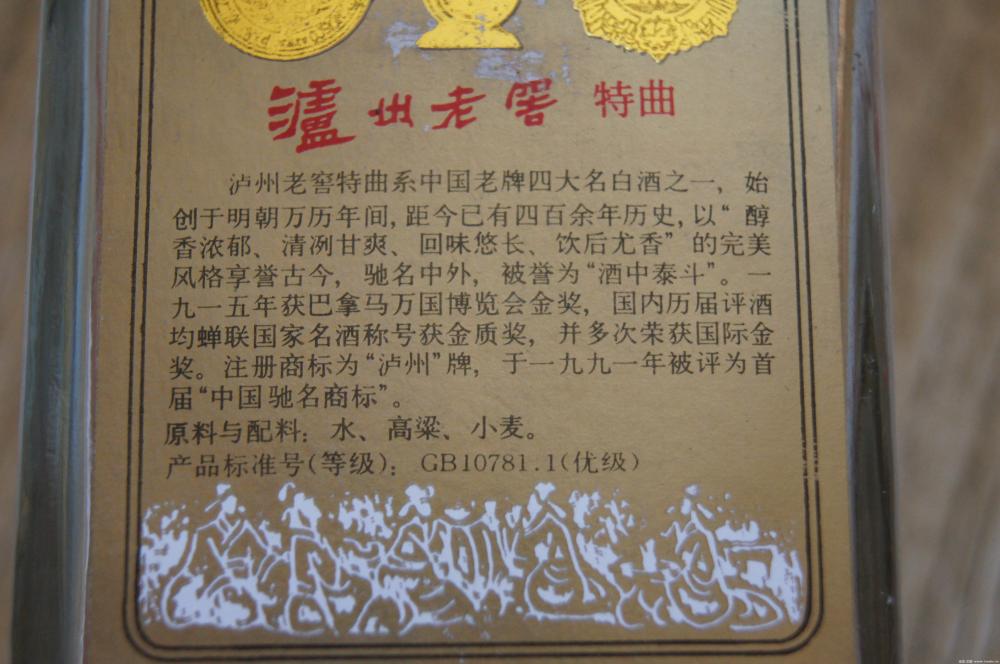 泸州老窖 特曲
泸州老窖特曲系中国老牌四大名白酒之一，始
创于明朝万历年间，距今已有四百余年历史，以“醇
香浓郁、清冽甘爽、回味悠长、饮后尤香”的完美
风格享誉古今，驰名中外，被誉为“酒中泰斗”。一
九一五年获巴拿马万国博览会金奖，国内历届评酒
均蝉联国家名酒称号获金质奖，并多次荣获国际金
奖。注册商标为“泸州”牌，于一九九一年被评为首
届“中国驰名商标”。
原料与配料：水、高粱、小麦。
产品标准号(等级)：GB10781.1(优级)